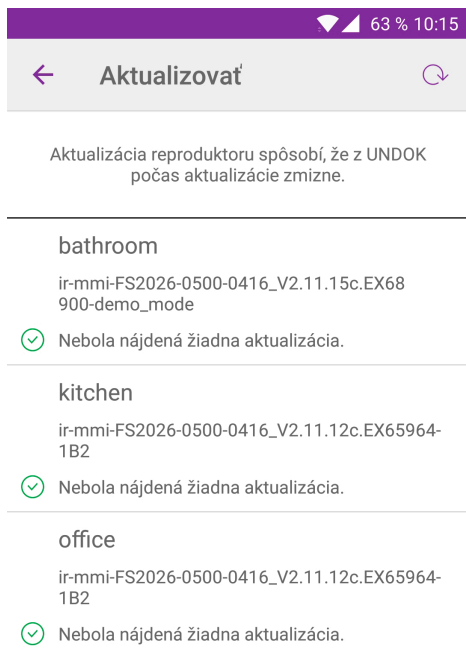 63 % 10:15
Aktualizovať
Aktualizácia reproduktoru spôsobí, že z UNDOK
počas aktualizácie zmizne.
bathroom
ir-mmi-FS2026-0500-0416_V2.11.15c.EX68
900-demo_mode
Nebola nájdená žiadna aktualizácia.
kitchen
ir-mmi-FS2026-0500-0416_V2.11.12c.EX65964-
1B2
Nebola nájdená žiadna aktualizácia.
office
ir-mmi-FS2026-0500-0416_V2.11.12c.EX65964-
1B2
Nebola nájdená žiadna aktualizácia.